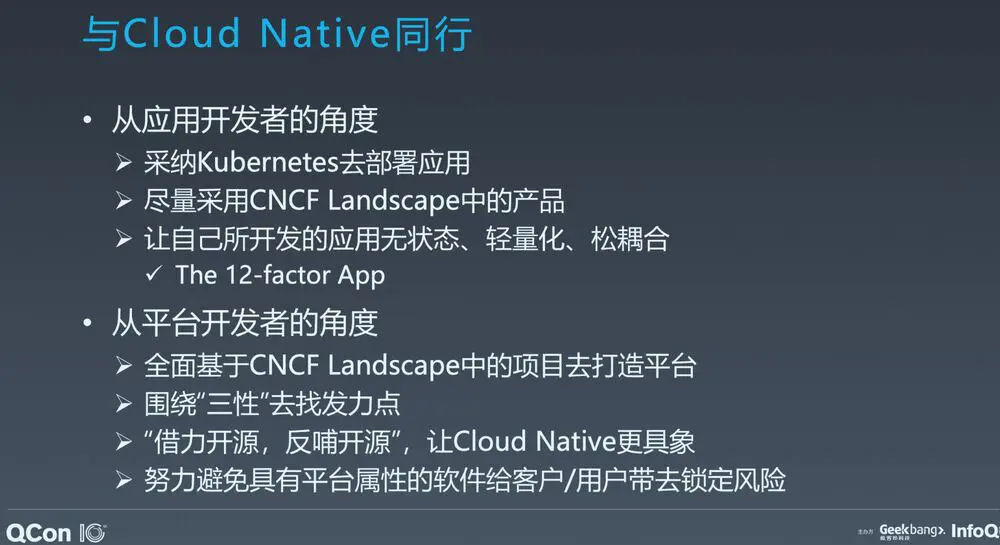 与Cloud Native同行
• 从应用开发者的角度
➢ 采纳Kubernetes去部署应用
➢ 尽量采用CNCF Landscape中的产品
➢ 让自己所开发的应用无状态、轻量化、松耦合
✓ The 12-factor App
• 从平台开发者的角度
➢ 全面基于CNCF Landscape中的项目去打造平台
➢ 围绕“三性”去找发力点
➢ “借力开源，反哺开源”，让Cloud Native更具象
➢ 努力避免具有平台属性的软件给客户/用户带去锁定风险
QCon 10
主办方 Geekbang>. InfoQ
极客邦科技